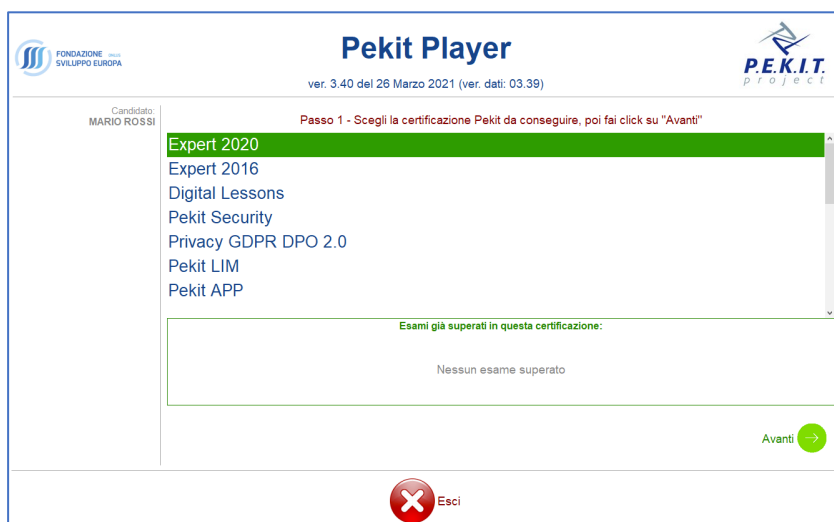 FONDAZIONE ONLUS
SVILUPPO EUROPA
Pekit Player
ver. 3.40 del 26 Marzo 2021 (ver. dati: 03.39)
P.E.K.I.T.
project
Candidato:
MARIO ROSSI
Passo 1 - Scegli la certificazione Pekit da conseguire, poi fai click su "Avanti"
Expert 2020
Expert 2016
Digital Lessons
Pekit Security
Privacy GDPR DPO 2.0
Pekit LIM
Pekit APP
Esami già superati in questa certificazione:
Nessun esame superato
Avanti
Esci